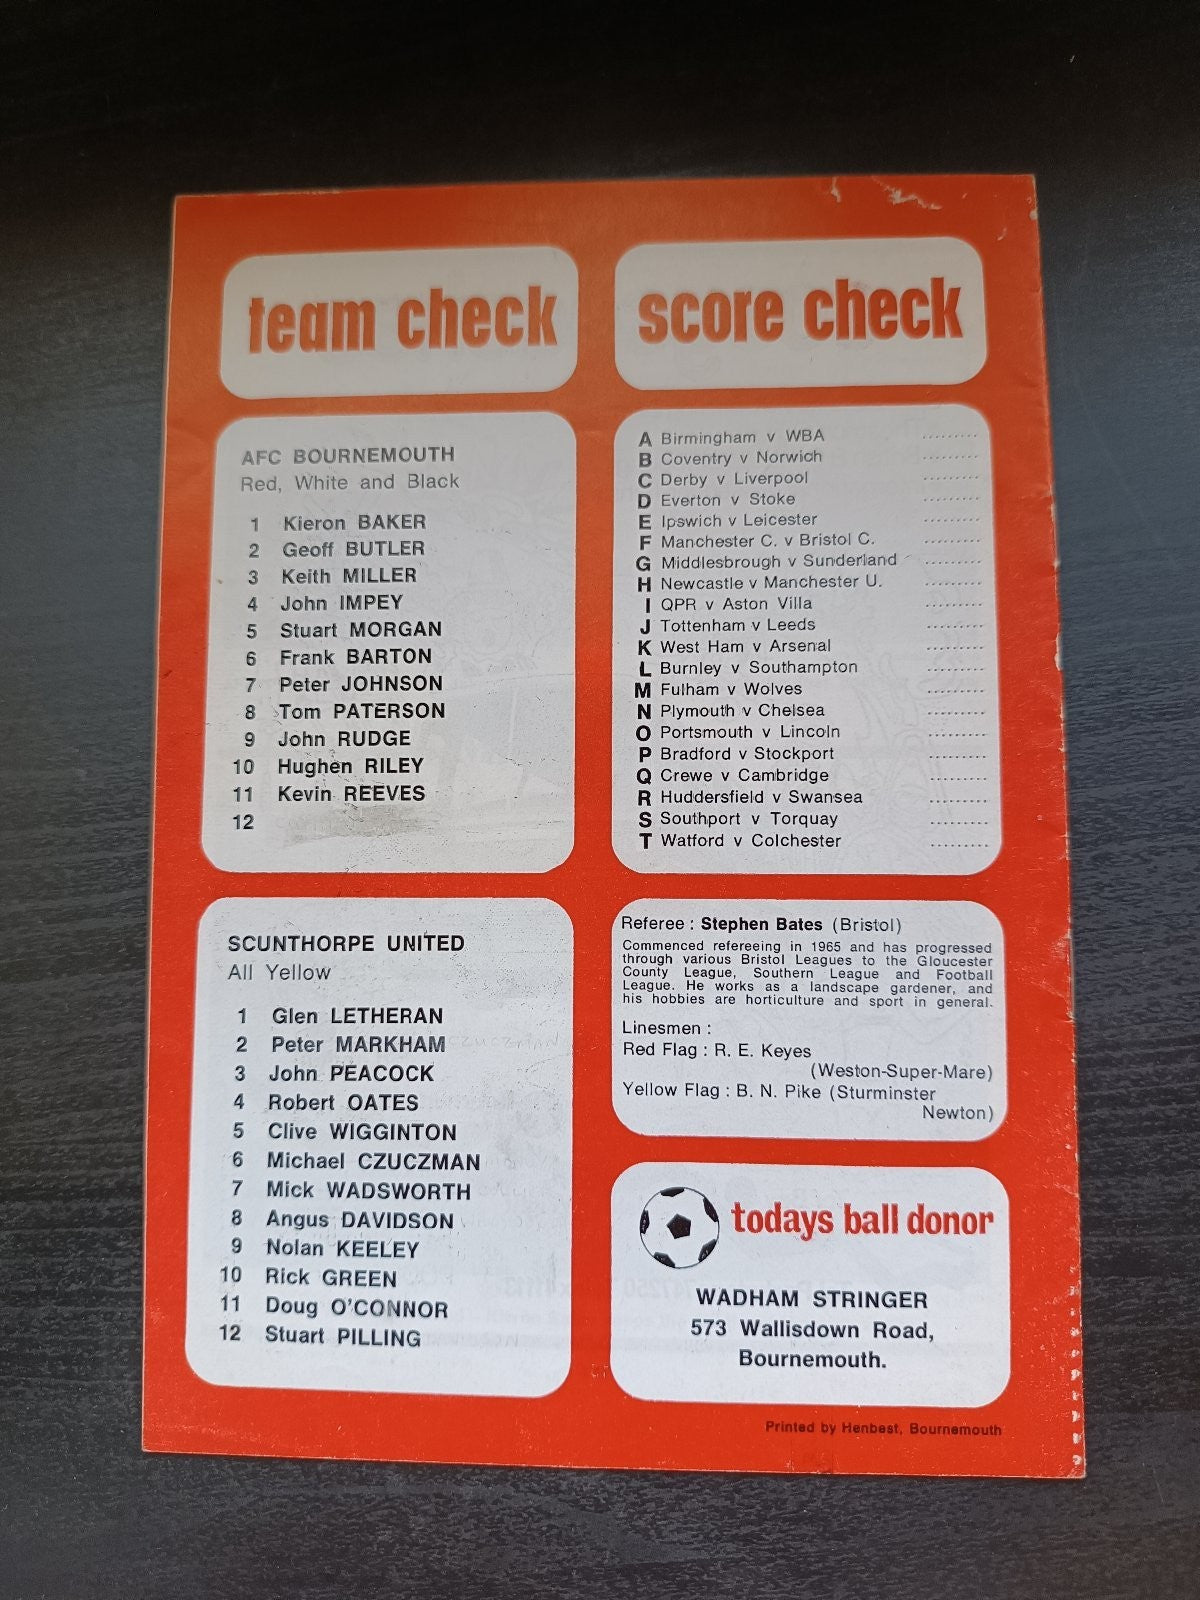 team check
AFC BOURNEMOUTH
Red, White and Black
1 Kieron BAKER
2 Geoff BUTLER
3 Keith MILLER
4 John IMPEY
5 Stuart MORGAN
6 Frank BARTON
7 Peter JOHNSON
8 Tom PATERSON
9 John RUDGE
10 Hughen RILEY
11 Kevin REEVES
12
SCUNTHORPE UNITED
All Yellow
1 Glen LETHERAN
2 Peter MARKHAM
3 John PEACOCK
4 Robert OATES
5 Clive WIGGINTON
6 Michael CZUCZMAN
7 Mick WADSWORTH
8 Angus DAVIDSON
9 Nolan KEELEY
10 Rick GREEN
11 Doug O'CONNOR
12 Stuart PILLING
score check
A Birmingham v WBA ..........
B Coventry v Norwich ..........
C Derby v Liverpool ..........
D Everton v Stoke ..........
E Ipswich v Leicester ..........
F Manchester C. v Bristol C. ..........
G Middlesbrough v Sunderland ..........
H Newcastle v Manchester U. ..........
I QPR v Aston Villa ..........
J Tottenham v Leeds ..........
K West Ham v Arsenal ..........
L Burnley v Southampton ..........
M Fulham v Wolves ..........
N Plymouth v Chelsea ..........
O Portsmouth v Lincoln ..........
P Bradford v Stockport ..........
Q Crewe v Cambridge ..........
R Huddersfield v Swansea ..........
S Southport v Torquay ..........
T Watford v Colchester ..........
Referee : Stephen Bates (Bristol)
Commenced refereeing in 1965 and has progressed
through various Bristol Leagues to the Gloucester
County League, Southern League and Football
League. He works as a landscape gardener, and
his hobbies are horticulture and sport in general.
Linesmen :
Red Flag : R. E. Keyes
(Weston-Super-Mare)
Yellow Flag : B. N. Pike (Sturminster
Newton)
todays ball donor
WADHAM STRINGER
573 Wallisdown Road,
Bournemouth.
Printed by Henbest, Bournemouth